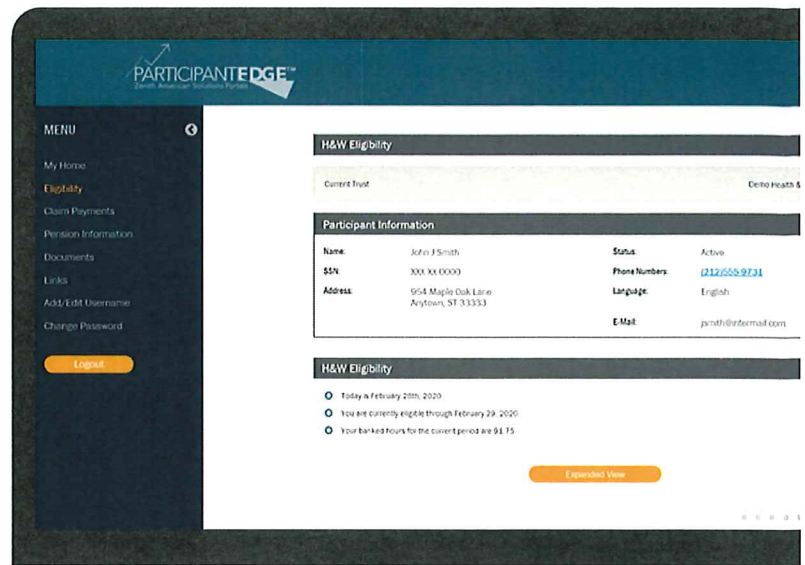 PARTICIPANTEDGE™
Zenith American Solutions Portals
MENU
My Home
Eligibility
Claim Payments
Pension Information
Documents
Links
Add/Edit Username
Change Password
Logout
H&W Eligibility
Current Trust Demo Health &
Participant Information
Name: John J Smith Status: Active
SSN: XXX XX 0000 Phone Numbers: (212)555-9731
Address: 954 Maple Oak Lane Language: English
Anytown, ST 33333
E-Mail: jsmith@intermail.com
H&W Eligibility
Today is February 28th, 2020
You are currently eligible through February 29, 2020.
Your banked hours for the current period are 91.75
Expanded View